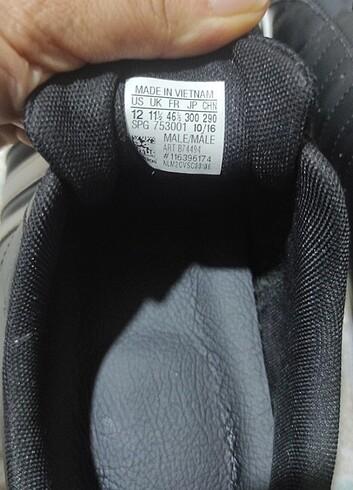 MADE IN VIETNAM
US UK FR JP CHN
12 11½ 46⅔ 300 290
SPG 753001 10/16
MALE/MÂLE
ART B74494
#116396174